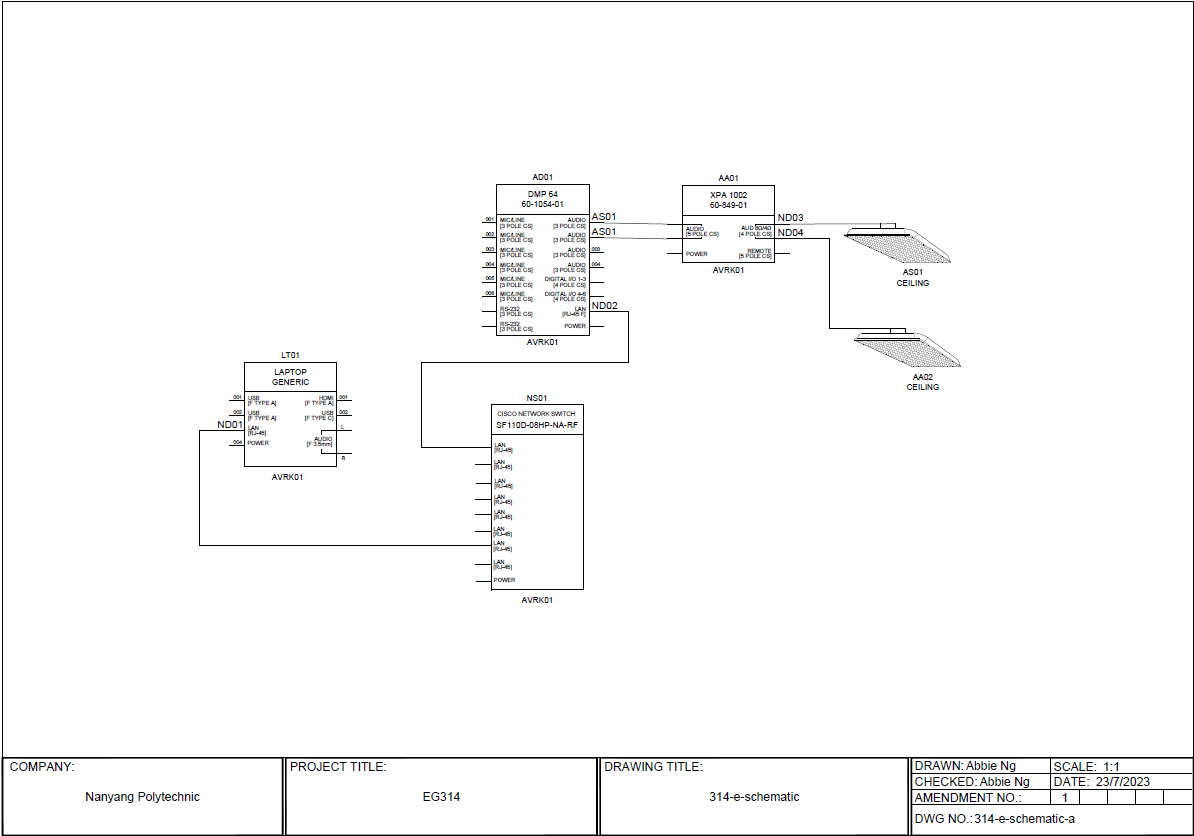 AD01
DMP 64
60-1054-01
001 MIC/LINE
[3 POLE CS]
002 MIC/LINE
[3 POLE CS]
003 MIC/LINE
[3 POLE CS]
004 MIC/LINE
[3 POLE CS]
005 MIC/LINE
[3 POLE CS]
006 MIC/LINE
[3 POLE CS]
RS-232
[3 POLE CS]
RS-232
[3 POLE CS]
AUDIO
[3 POLE CS]
AS01
AUDIO
[3 POLE CS]
AS01
AUDIO 003
[3 POLE CS]
AUDIO 004
[3 POLE CS]
DIGITAL I/O 1-3
[4 POLE CS]
DIGITAL I/O 4-6
[4 POLE CS]
LAN
[RJ-45 F]
ND02
POWER
AVRK01
AA01
XPA 1002
60-849-01
AUDIO
[5 POLE CS]
POWER
AUD 8Ω/4Ω
[4 POLE CS]
REMOTE
[5 POLE CS]
ND03
ND04
AVRK01
AS01
CEILING
AA02
CEILING
LT01
LAPTOP
GENERIC
001 USB
[F TYPE A]
002 USB
[F TYPE A]
ND01 LAN
[RJ-45]
004 POWER
HDMI 001
[F TYPE A]
USB 002
[F TYPE C]
L
AUDIO
[F 3.5mm]
R
AVRK01
NS01
CISCO NETWORK SWITCH
SF110D-08HP-NA-RF
LAN
[RJ-45]
LAN
[RJ-45]
LAN
[RJ-45]
LAN
[RJ-45]
LAN
[RJ-45]
LAN
[RJ-45]
LAN
[RJ-45]
LAN
[RJ-45]
POWER
AVRK01
COMPANY:
Nanyang Polytechnic
PROJECT TITLE:
EG314
DRAWING TITLE:
314-e-schematic
DRAWN: Abbie Ng
SCALE: 1:1
CHECKED: Abbie Ng
DATE: 23/7/2023
AMENDMENT NO.: 1
DWG NO.: 314-e-schematic-a